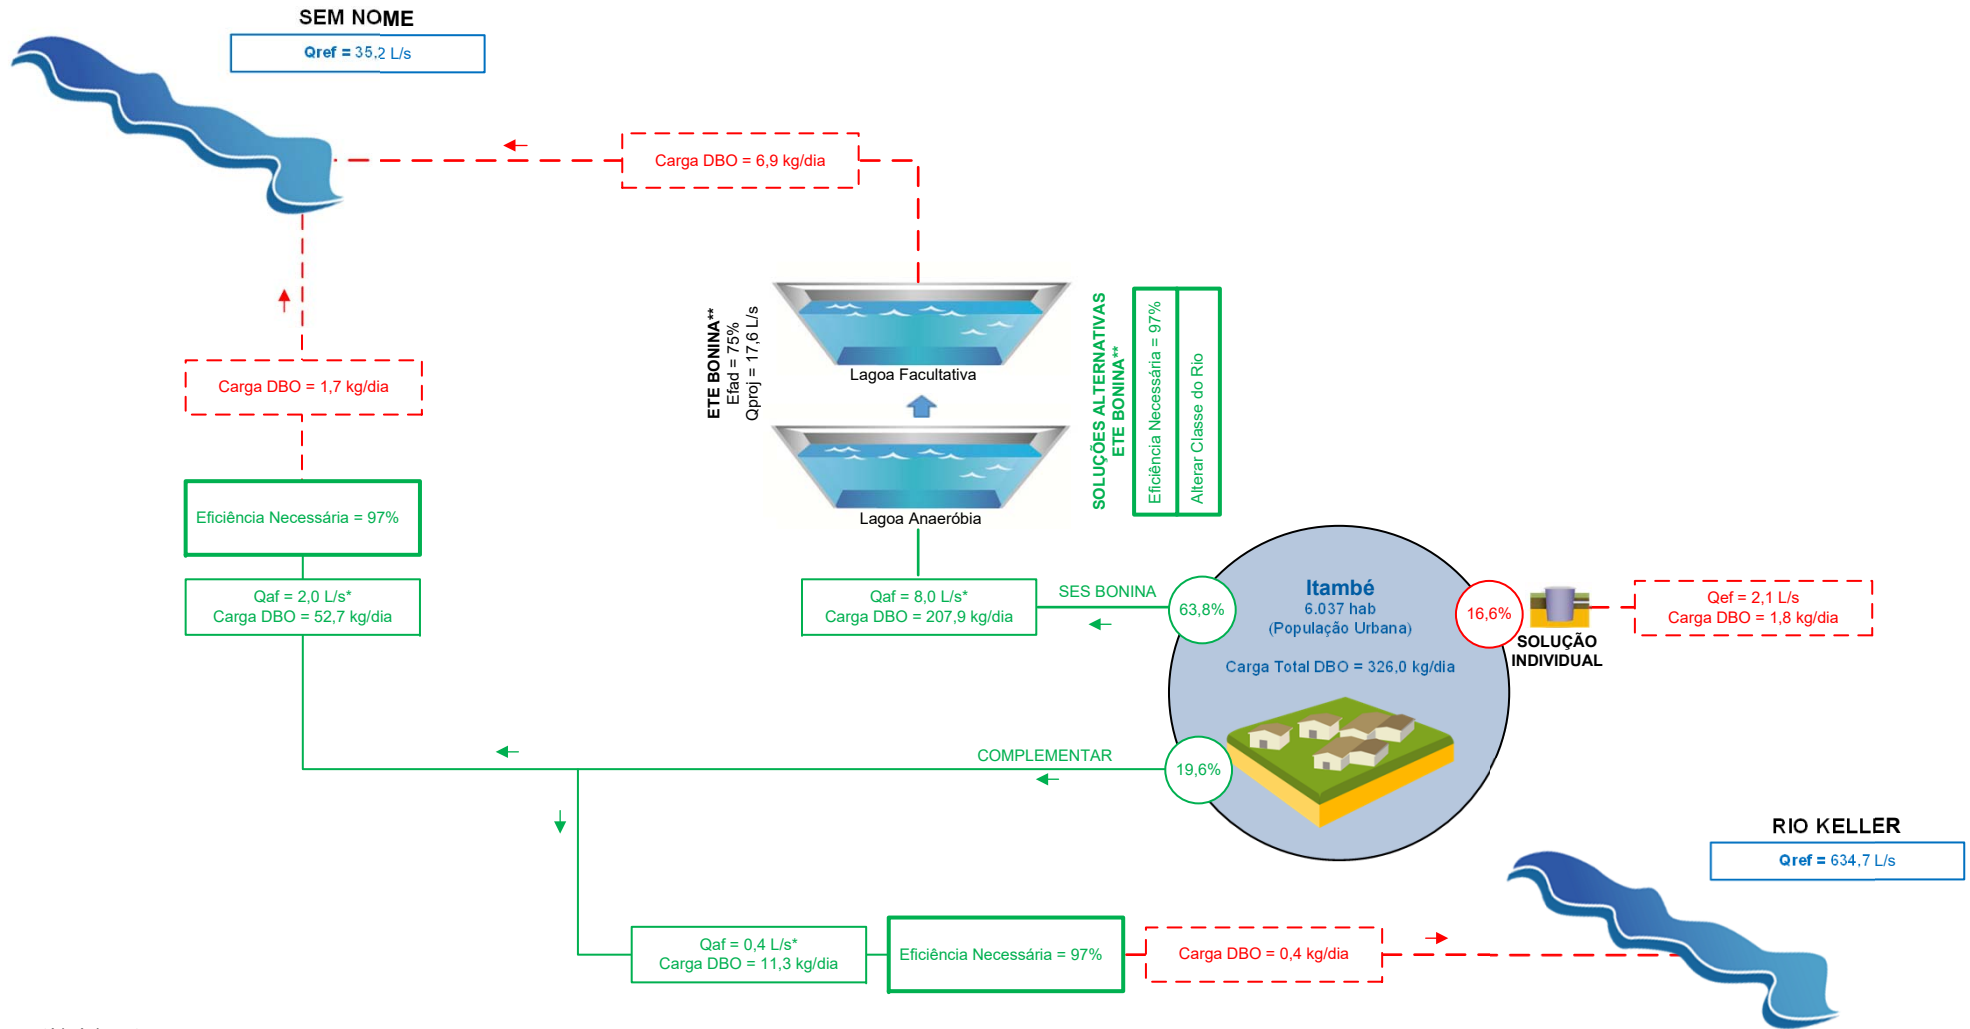 SEM NOME
Qref = 35,2 L/s
Carga DBO = 6,9 kg/dia
Carga DBO = 1,7 kg/dia
ETE BONINA**
Efad = 75%
Qproj = 17,6 L/s
Lagoa Facultativa
Lagoa Anaeróbia
SOLUÇÕES ALTERNATIVAS
ETE BONINA**
Eficiência Necessária = 97%
Alterar Classe do Rio
Eficiência Necessária = 97%
Qaf = 2,0 L/s*
Carga DBO = 52,7 kg/dia
Qaf = 8,0 L/s*
Carga DBO = 207,9 kg/dia
SES BONINA
63,8%
Itambé
6.037 hab
(População Urbana)
Carga Total DBO = 326,0 kg/dia
16,6%
SOLUÇÃO
INDIVIDUAL
Qef = 2,1 L/s
Carga DBO = 1,8 kg/dia
COMPLEMENTAR
19,6%
RIO KELLER
Qref = 634,7 L/s
Qaf = 0,4 L/s*
Carga DBO = 11,3 kg/dia
Eficiência Necessária = 97%
Carga DBO = 0,4 kg/dia